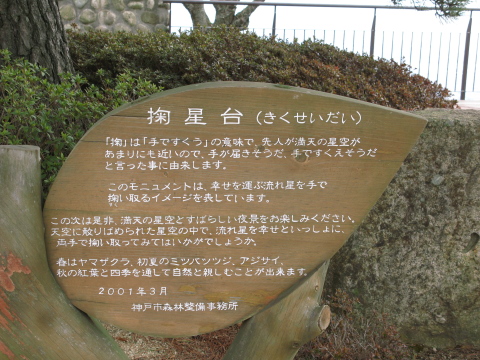 掬星台(きくせいだい)
「掬」は「手ですくう」の意味で、先人が満天の星空が
あまりにも近いので、手が届きそうだ、手ですくえそうだ
と言った事に由来します。
このモニュメントは、幸せを運ぶ流れ星を手で
掬い取るイメージを表しています。
この次は是非、満天の星空とすばらしい夜景をお楽しみください。
天空に散りばめられた星空の中で、流れ星を幸せといっしょに、
両手で掬い取ってみてはいかがでしょうか。
春はヤマザクラ、初夏のミツバツツジ、アジサイ、
秋の紅葉と四季を通して自然と親しむことが出来ます。
2001年3月
神戸市森林整備事務所